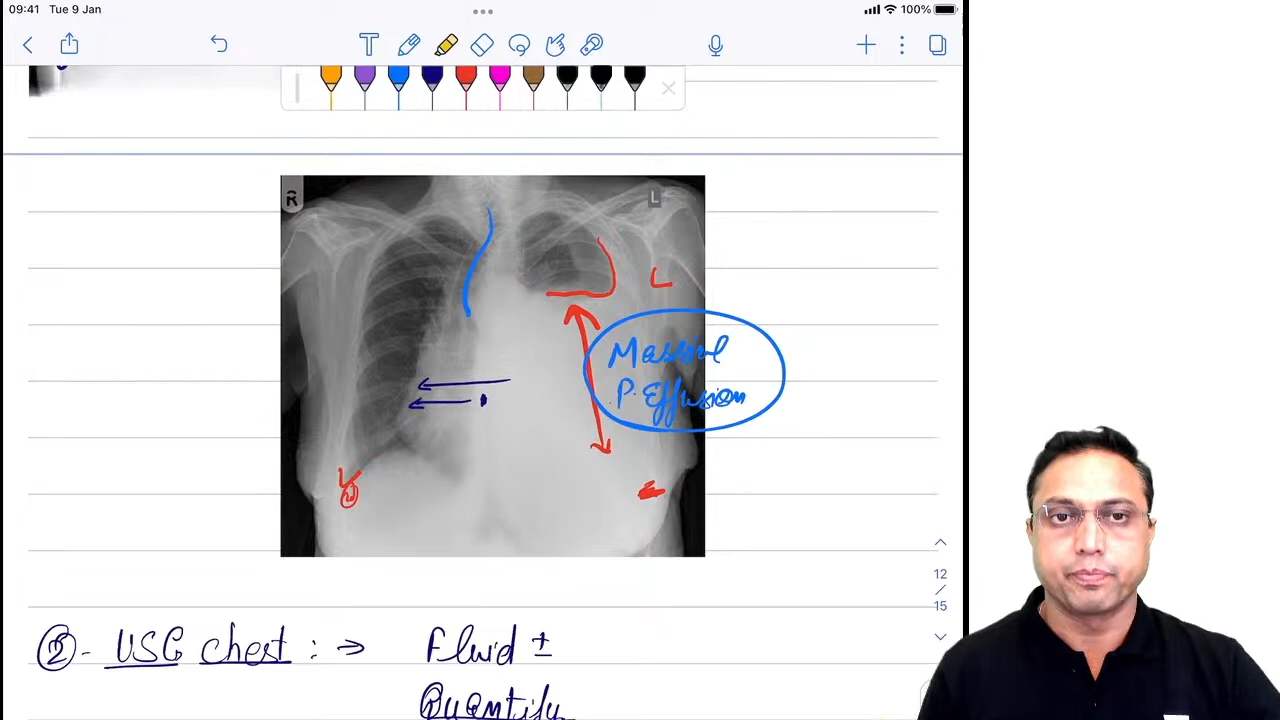 09:41 Tue 9 Jan
100%
T
R
L
L
Massive
P. Effusion
N
12
/
15
② - USG chest : → Fluid ±
Quantify